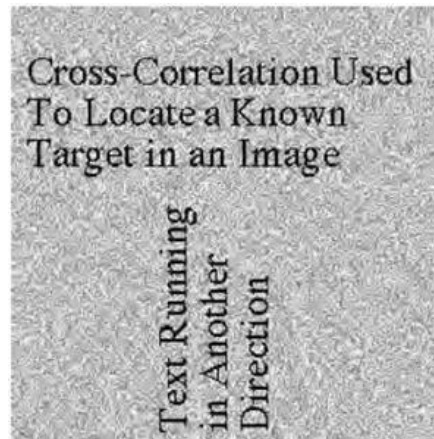 Cross-Correlation Used
To Locate a Known
Target in an Image
Text Running
in Another
Direction